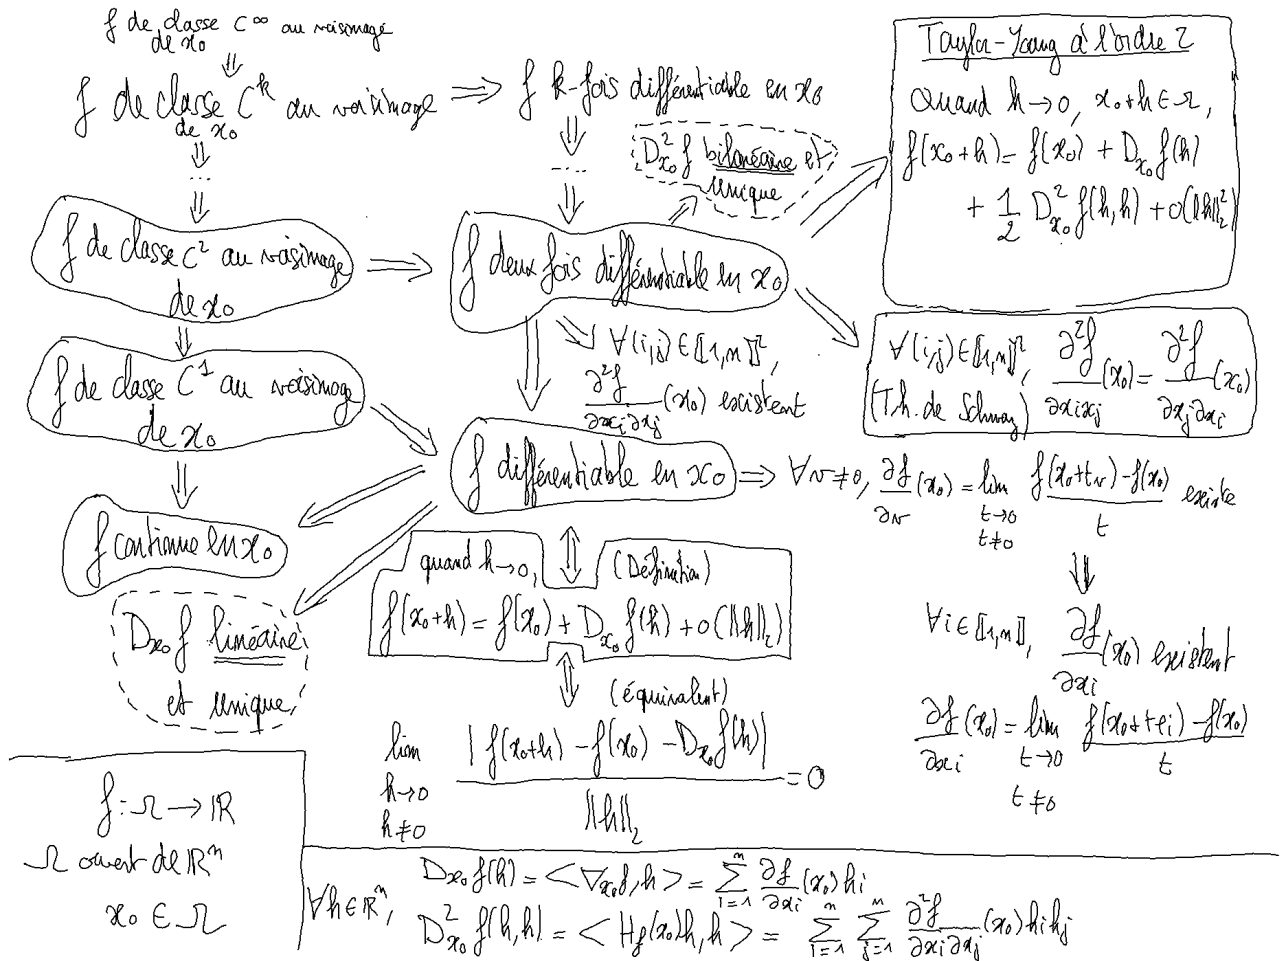 f de classe C^∞ au voisinage
de x₀
⇓
f de classe C^k au voisinage
de x₀
⇒ f k-fois différentiable en x₀
⇓
...
⇓
⇓
...
⇓
D²_{x₀} f bilinéaire et
unique
Taylor-Young à l'ordre 2
Quand h → 0, x₀+h ∈ Ω,
f(x₀+h) = f(x₀) + D_{x₀} f(h)
+ 1/2 D²_{x₀} f(h,h) + o(||h||₂²)
f de classe C² au voisinage
de x₀
⇒ f deux fois différentiable en x₀
⇓
f de classe C¹ au voisinage
de x₀
∀(i,j) ∈ ⟦1,n⟧²,
∂²f/∂xi∂xj (x₀) existent
∀(i,j) ∈ ⟦1,n⟧², ∂²f/∂xixj (x₀) = ∂²f/∂xj∂xi (x₀)
(Th. de Schwarz)
f différentiable en x₀ ⇒ ∀v≠0, ∂f/∂v (x₀) = lim t→0 t≠0 f(x₀+tv) - f(x₀) / t existe
⇓
f continue en x₀
⇕
quand h → 0, (Définition)
f(x₀+h) = f(x₀) + D_{x₀} f(h) + o(||h||₂)
D_{x₀} f linéaire
et unique
⇕ (équivalent)
lim h→0 h≠0 | f(x₀+h) - f(x₀) - D_{x₀} f(h)| / ||h||₂ = 0
⇓
∀i ∈ ⟦1,n⟧, ∂f/∂xi (x₀) existent
∂f/∂xi (x₀) = lim t→0 t≠0 f(x₀+tei) - f(x₀) / t
f : Ω → ℝ
Ω ouvert de ℝⁿ
x₀ ∈ Ω
∀h∈ℝⁿ,
D_{x₀} f(h) = <∇_{x₀}f, h> = Σ_{i=1}^n ∂f/∂xi (x₀) hi
D²_{x₀} f(h,h) = <H_f(x₀)h, h> = Σ_{i=1}^n Σ_{j=1}^n ∂²f/∂xi∂xj (x₀) hihj